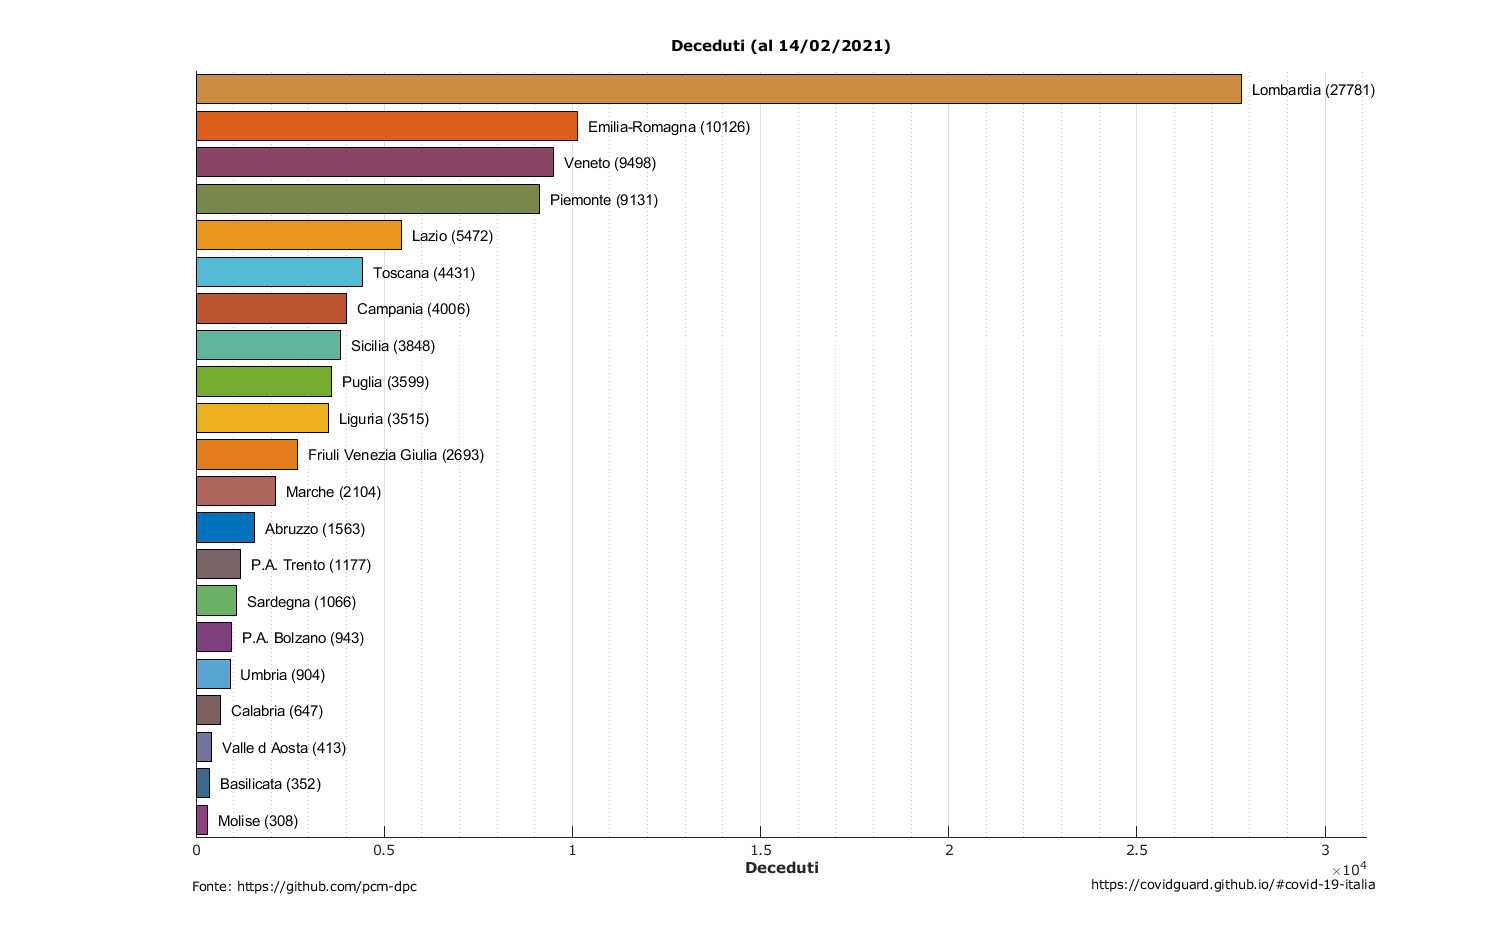 Deceduti (al 14/02/2021)
Lombardia (27781)
Emilia-Romagna (10126)
Veneto (9498)
Piemonte (9131)
Lazio (5472)
Toscana (4431)
Campania (4006)
Sicilia (3848)
Puglia (3599)
Liguria (3515)
Friuli Venezia Giulia (2693)
Marche (2104)
Abruzzo (1563)
P.A. Trento (1177)
Sardegna (1066)
P.A. Bolzano (943)
Umbria (904)
Calabria (647)
Valle d Aosta (413)
Basilicata (352)
Molise (308)
0 0.5 1 1.5 2 2.5 3
×10⁴
Deceduti
Fonte: https://github.com/pcm-dpc
https://covidguard.github.io/#covid-19-italia